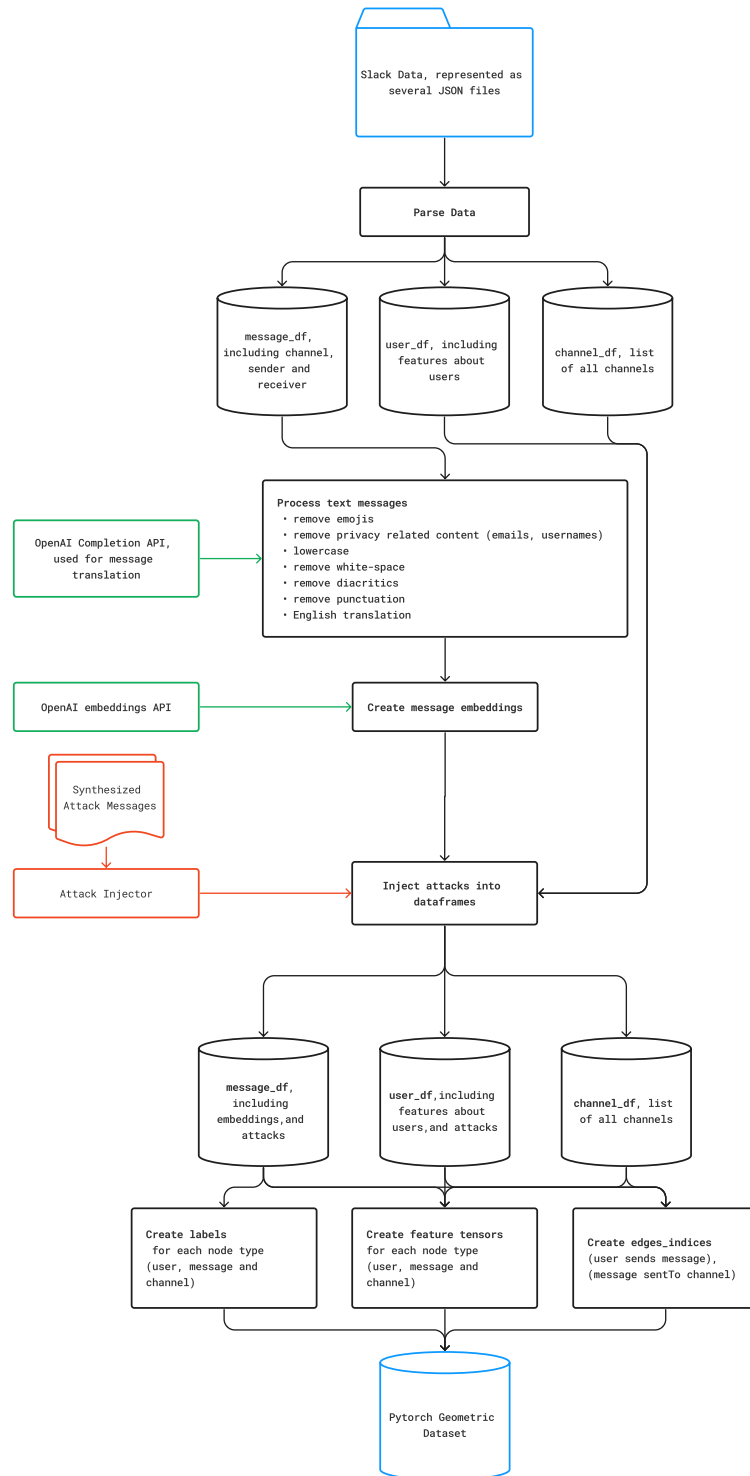 Slack Data, represented as
several JSON files
Parse Data
message_df,
including channel,
sender and
receiver
user_df, including
features about
users
channel_df, list
of all channels
Process text messages
• remove emojis
• remove privacy related content (emails, usernames)
• lowercase
• remove white-space
• remove diacritics
• remove punctuation
• English translation
OpenAI Completion API,
used for message
translation
Create message embeddings
OpenAI embeddings API
Synthesized
Attack Messages
Attack Injector
Inject attacks into
dataframes
message_df,
including
embeddings,and
attacks
user_df,including
features about
users,and attacks
channel_df, list
of all channels
Create labels
for each node type
(user, message and
channel)
Create feature tensors
for each node type
(user, message and
channel)
Create edges_indices
(user sends message),
(message sentTo channel)
Pytorch Geometric
Dataset